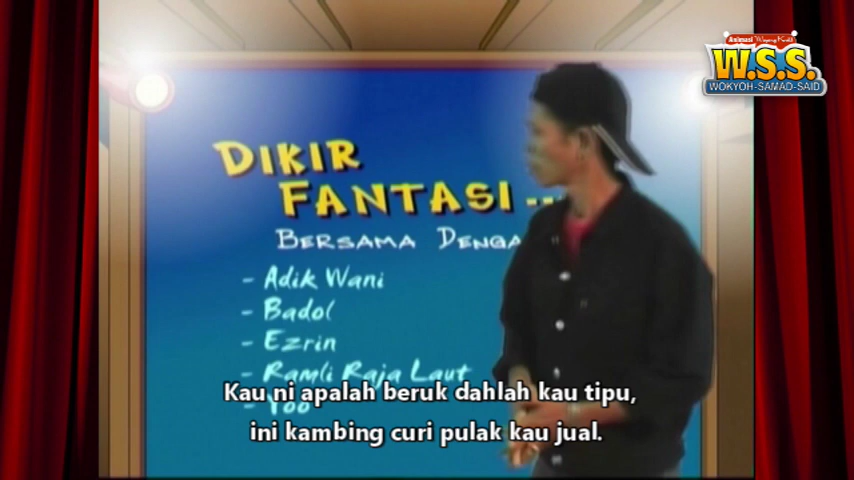 Animasi Wayang Kulit
W.S.S.
WOKYOH-SAMAD-SAID
DIKIR
FANTASI...
BERSAMA DENGA
- Adik Wani
- Badol
- Ezrin
- Ramli Raja Laut
- Yoo
Kau ni apalah beruk dahlah kau tipu,
ini kambing curi pulak kau jual.